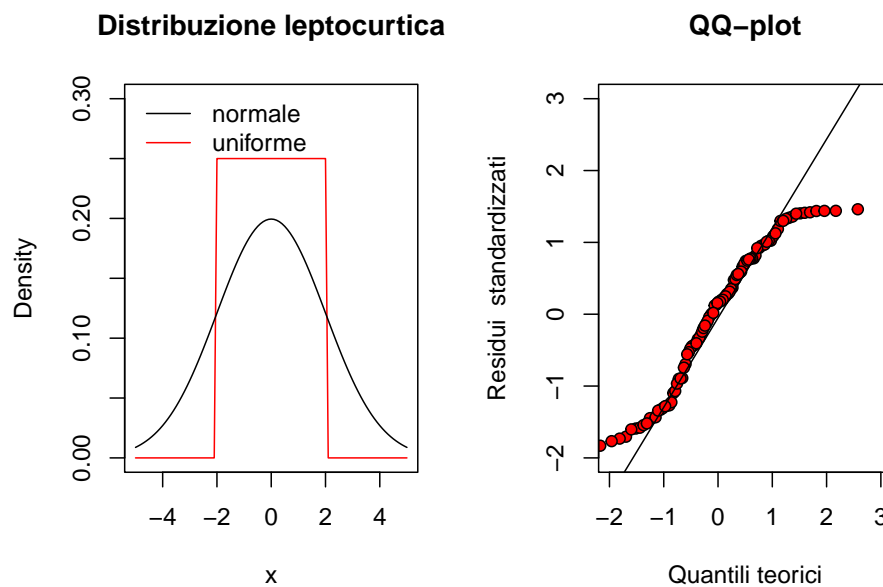 Distribuzione leptocurtica
0.30
0.20
0.10
0.00
Density
normale
uniforme
−4 −2 0 2 4
x
QQ−plot
3
2
1
0
−1
−2
Residui standardizzati
−2 −1 0 1 2 3
Quantili teorici